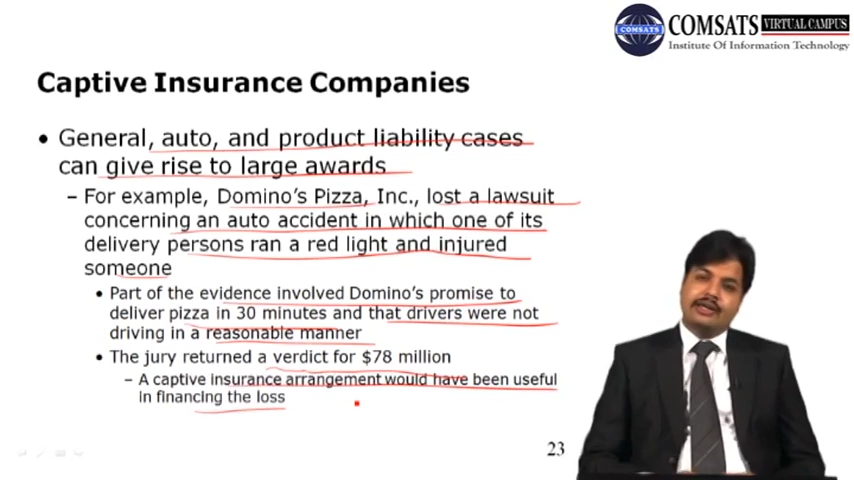 COMSATS
COMSATS VIRTUAL CAMPUS
Institute Of Information Technology
Captive Insurance Companies
• General, auto, and product liability cases
can give rise to large awards
– For example, Domino's Pizza, Inc., lost a lawsuit
concerning an auto accident in which one of its
delivery persons ran a red light and injured
someone
• Part of the evidence involved Domino's promise to
deliver pizza in 30 minutes and that drivers were not
driving in a reasonable manner
• The jury returned a verdict for $78 million
– A captive insurance arrangement would have been useful
in financing the loss
23